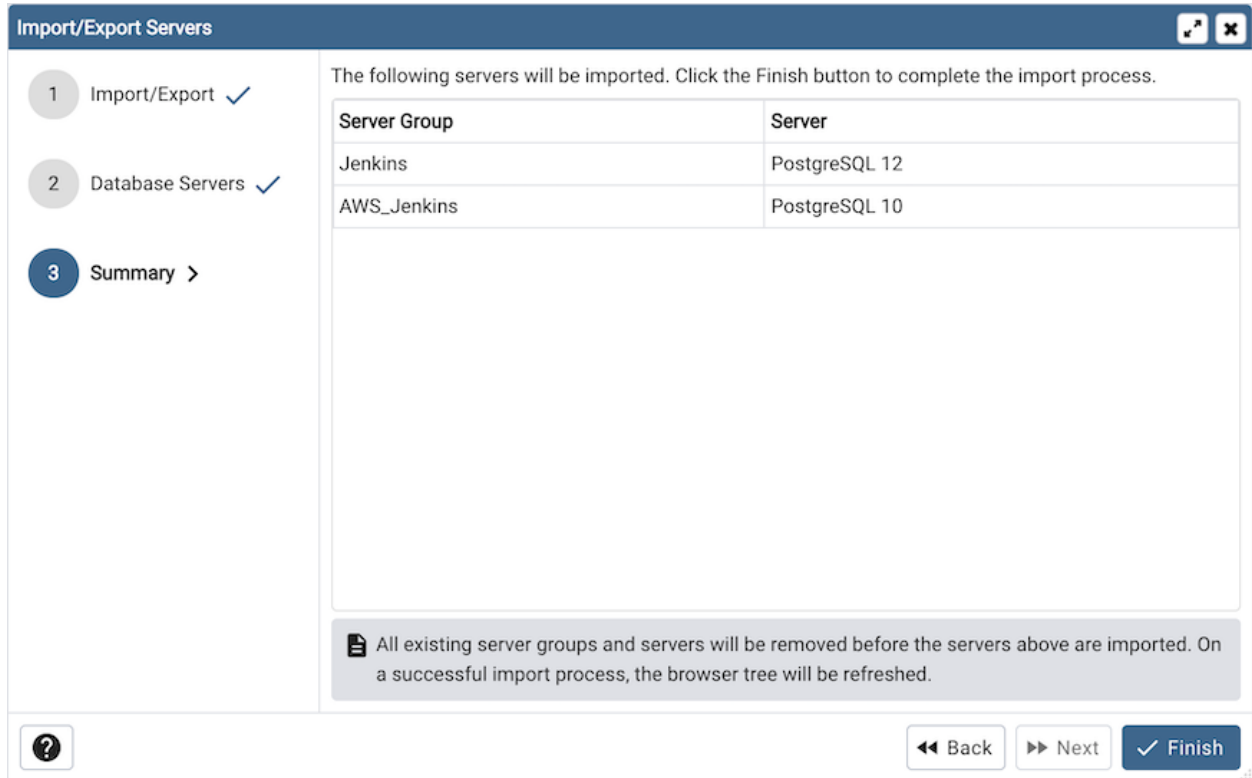 Import/Export Servers
1 Import/Export
2 Database Servers
3 Summary
The following servers will be imported. Click the Finish button to complete the import process.
Server Group Server
Jenkins PostgreSQL 12
AWS_Jenkins PostgreSQL 10
All existing server groups and servers will be removed before the servers above are imported. On
a successful import process, the browser tree will be refreshed.
? Back Next Finish